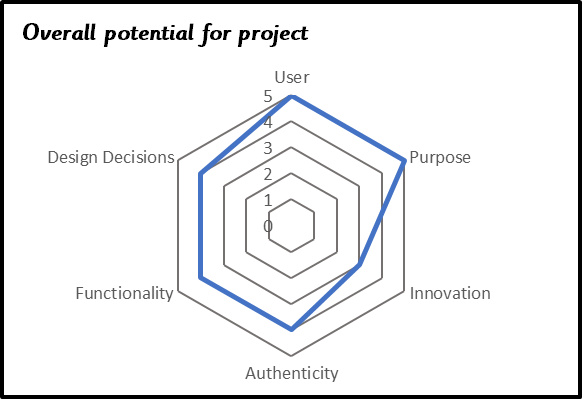 Overall potential for project
User
5
4
3
2
1
0
Design Decisions
Purpose
Functionality
Innovation
Authenticity